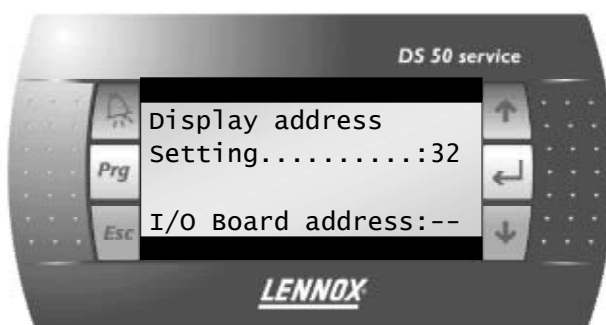 DS 50 service
Display address
Setting..........:32
Prg
I/O Board address:--
Esc
LENNOX